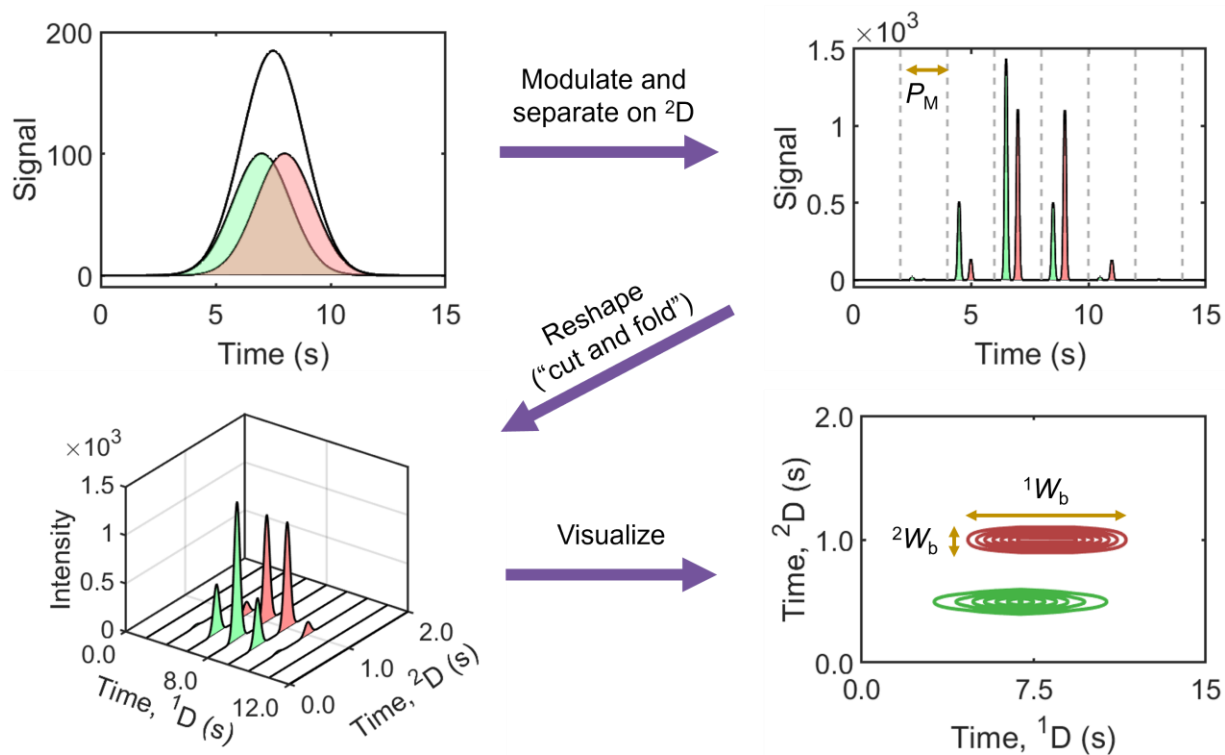 200
100
0
Signal
0
5
10
15
Time (s)
Modulate and
separate on ²D
×10³
1.5
1
0.5
0
Signal
P_M
0
5
10
15
Time (s)
Reshape
("cut and fold")
×10³
1.5
1.0
0.5
0
Intensity
0.0
8.0
12.0
Time, ¹D (s)
0.0
1.0
2.0
Time, ²D (s)
Visualize
2.0
1.0
0.0
Time, ²D (s)
¹W_b
²W_b
0.0
7.5
15
Time, ¹D (s)